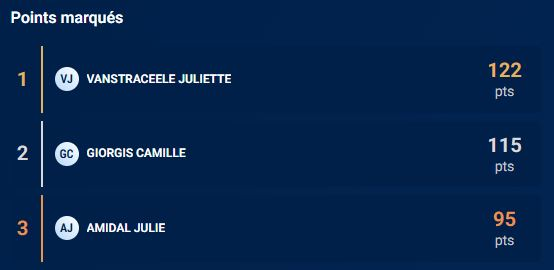 Points marqués
1 VJ VANSTRACEELE JULIETTE 122
pts
2 GC GIORGIS CAMILLE 115
pts
3 AJ AMIDAL JULIE 95
pts